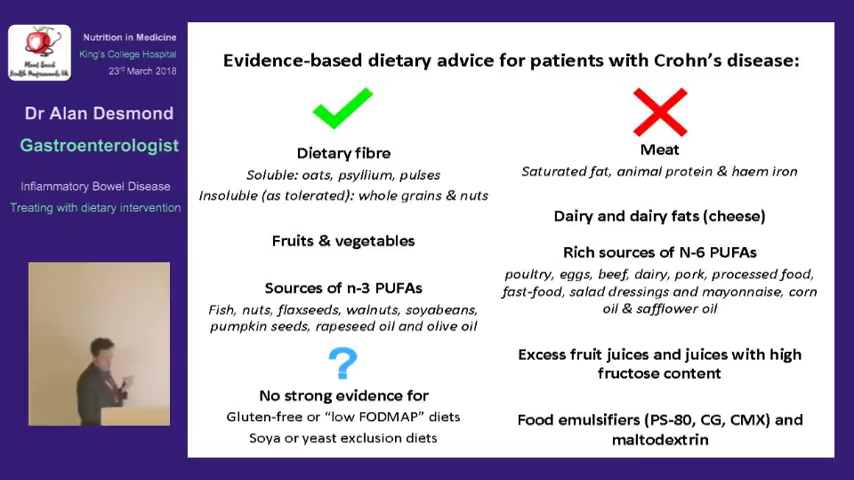 Plant Based
Health Professionals UK
Nutrition in Medicine
King's College Hospital
23rd March 2018
Dr Alan Desmond
Gastroenterologist
Inflammatory Bowel Disease
Treating with dietary intervention
Evidence-based dietary advice for patients with Crohn's disease:
Dietary fibre
Soluble: oats, psyllium, pulses
Insoluble (as tolerated): whole grains & nuts
Fruits & vegetables
Sources of n-3 PUFAs
Fish, nuts, flaxseeds, walnuts, soyabeans,
pumpkin seeds, rapeseed oil and olive oil
?
No strong evidence for
Gluten-free or "low FODMAP" diets
Soya or yeast exclusion diets
Meat
Saturated fat, animal protein & haem iron
Dairy and dairy fats (cheese)
Rich sources of N-6 PUFAs
poultry, eggs, beef, dairy, pork, processed food,
fast-food, salad dressings and mayonnaise, corn
oil & safflower oil
Excess fruit juices and juices with high
fructose content
Food emulsifiers (PS-80, CG, CMX) and
maltodextrin